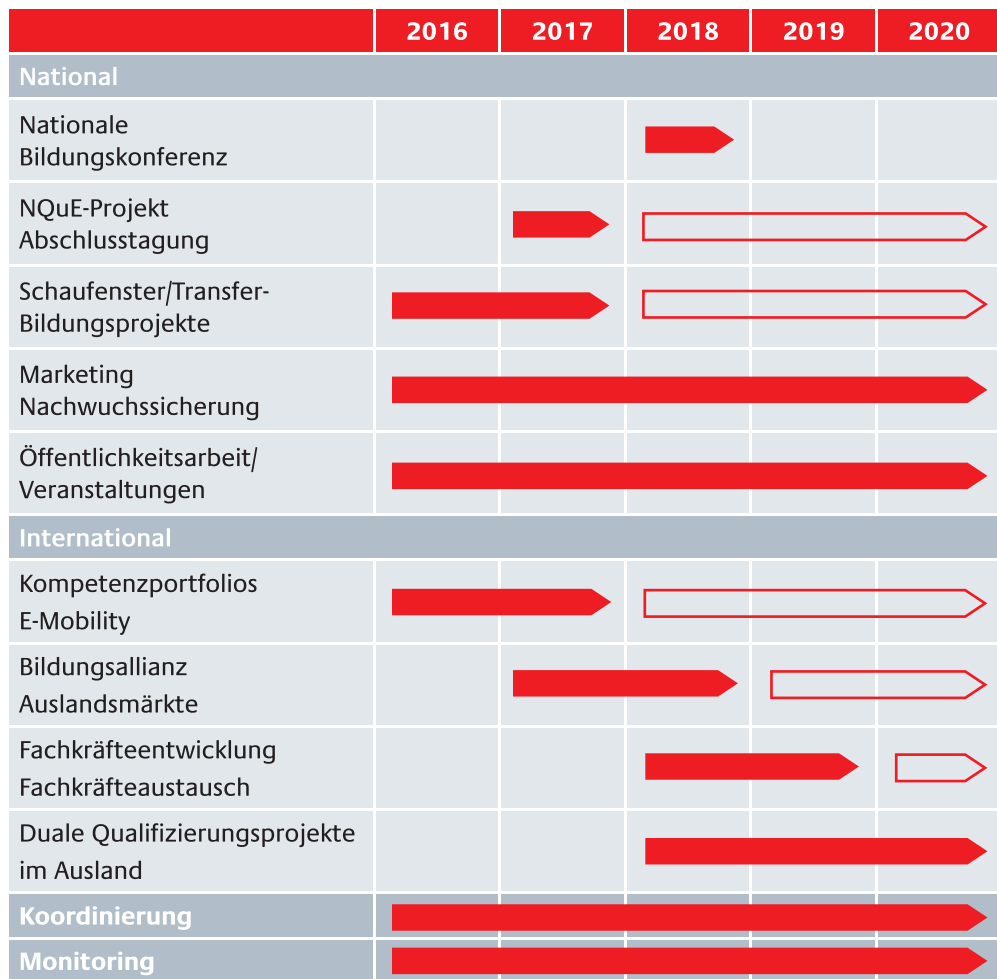 2016 2017 2018 2019 2020
National
Nationale
Bildungskonferenz
NQuE-Projekt
Abschlusstagung
Schaufenster/Transfer-
Bildungsprojekte
Marketing
Nachwuchssicherung
Öffentlichkeitsarbeit/
Veranstaltungen
International
Kompetenzportfolios
E-Mobility
Bildungsallianz
Auslandsmärkte
Fachkräfteentwicklung
Fachkräfteaustausch
Duale Qualifizierungsprojekte
im Ausland
Koordinierung
Monitoring